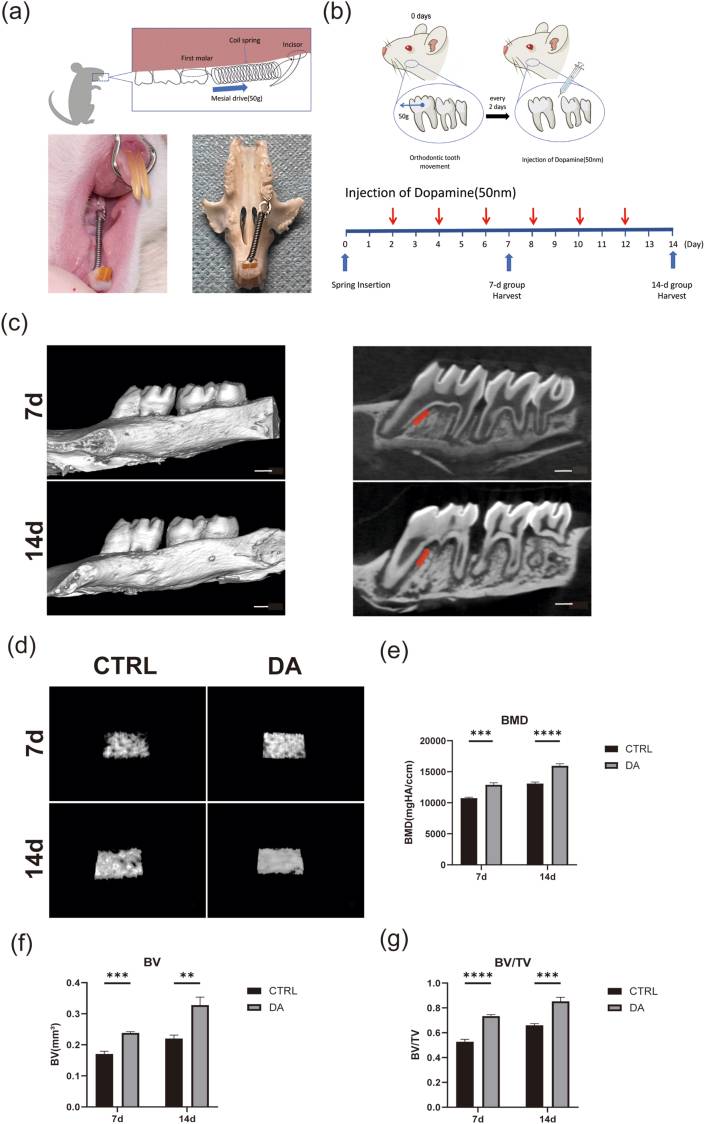 (a)
Coil spring
Incisor
First molar
Mesial drive(50g)
(b)
0 days
50g
every
2 days
Orthodontic tooth
movement
Injection of Dopamine(50nm)
Injection of Dopamine(50nm)
0 1 2 3 4 5 6 7 8 9 10 11 12 13 14 (Day)
Spring Insertion
7-d group
Harvest
14-d group
Harvest
(c)
7d
14d
(d)
CTRL DA
7d
14d
(e)
BMD
*** ****
20000
15000
10000
5000
0
BMD(mgHA/ccm)
7d 14d
CTRL
DA
(f)
BV
*** **
0.4
0.3
0.2
0.1
0.0
BV(mm³)
7d 14d
CTRL
DA
(g)
BV/TV
**** ***
1.0
0.8
0.6
0.4
0.2
0.0
BV/TV
7d 14d
CTRL
DA